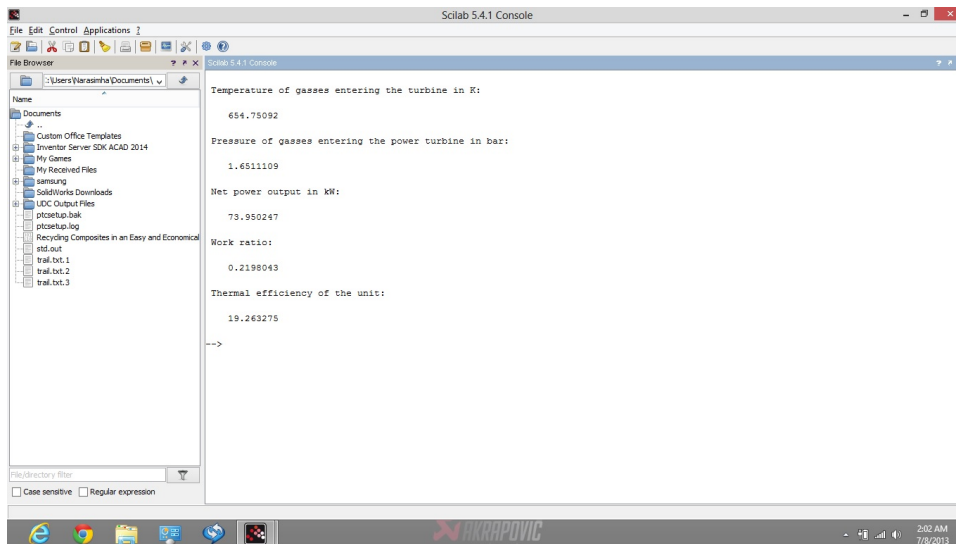 Scilab 5.4.1 Console
File Edit Control Applications ?
File Browser
Scilab 5.4.1 Console
:\Users\Narasimha\Documents\
Name
Documents
..
Custom Office Templates
Inventor Server SDK ACAD 2014
My Games
My Received Files
samsung
SolidWorks Downloads
UDC Output Files
ptcsetup.bak
ptcsetup.log
Recycling Composites in an Easy and Economical
std.out
trail.txt.1
trail.txt.2
trail.txt.3
Temperature of gasses entering the turbine in K:
654.75092
Pressure of gasses entering the power turbine in bar:
1.6511109
Net power output in kW:
73.950247
Work ratio:
0.2198043
Thermal efficiency of the unit:
19.263275
-->
File/directory filter
Case sensitive Regular expression
AKRAPOVIC
2:02 AM
7/8/2013